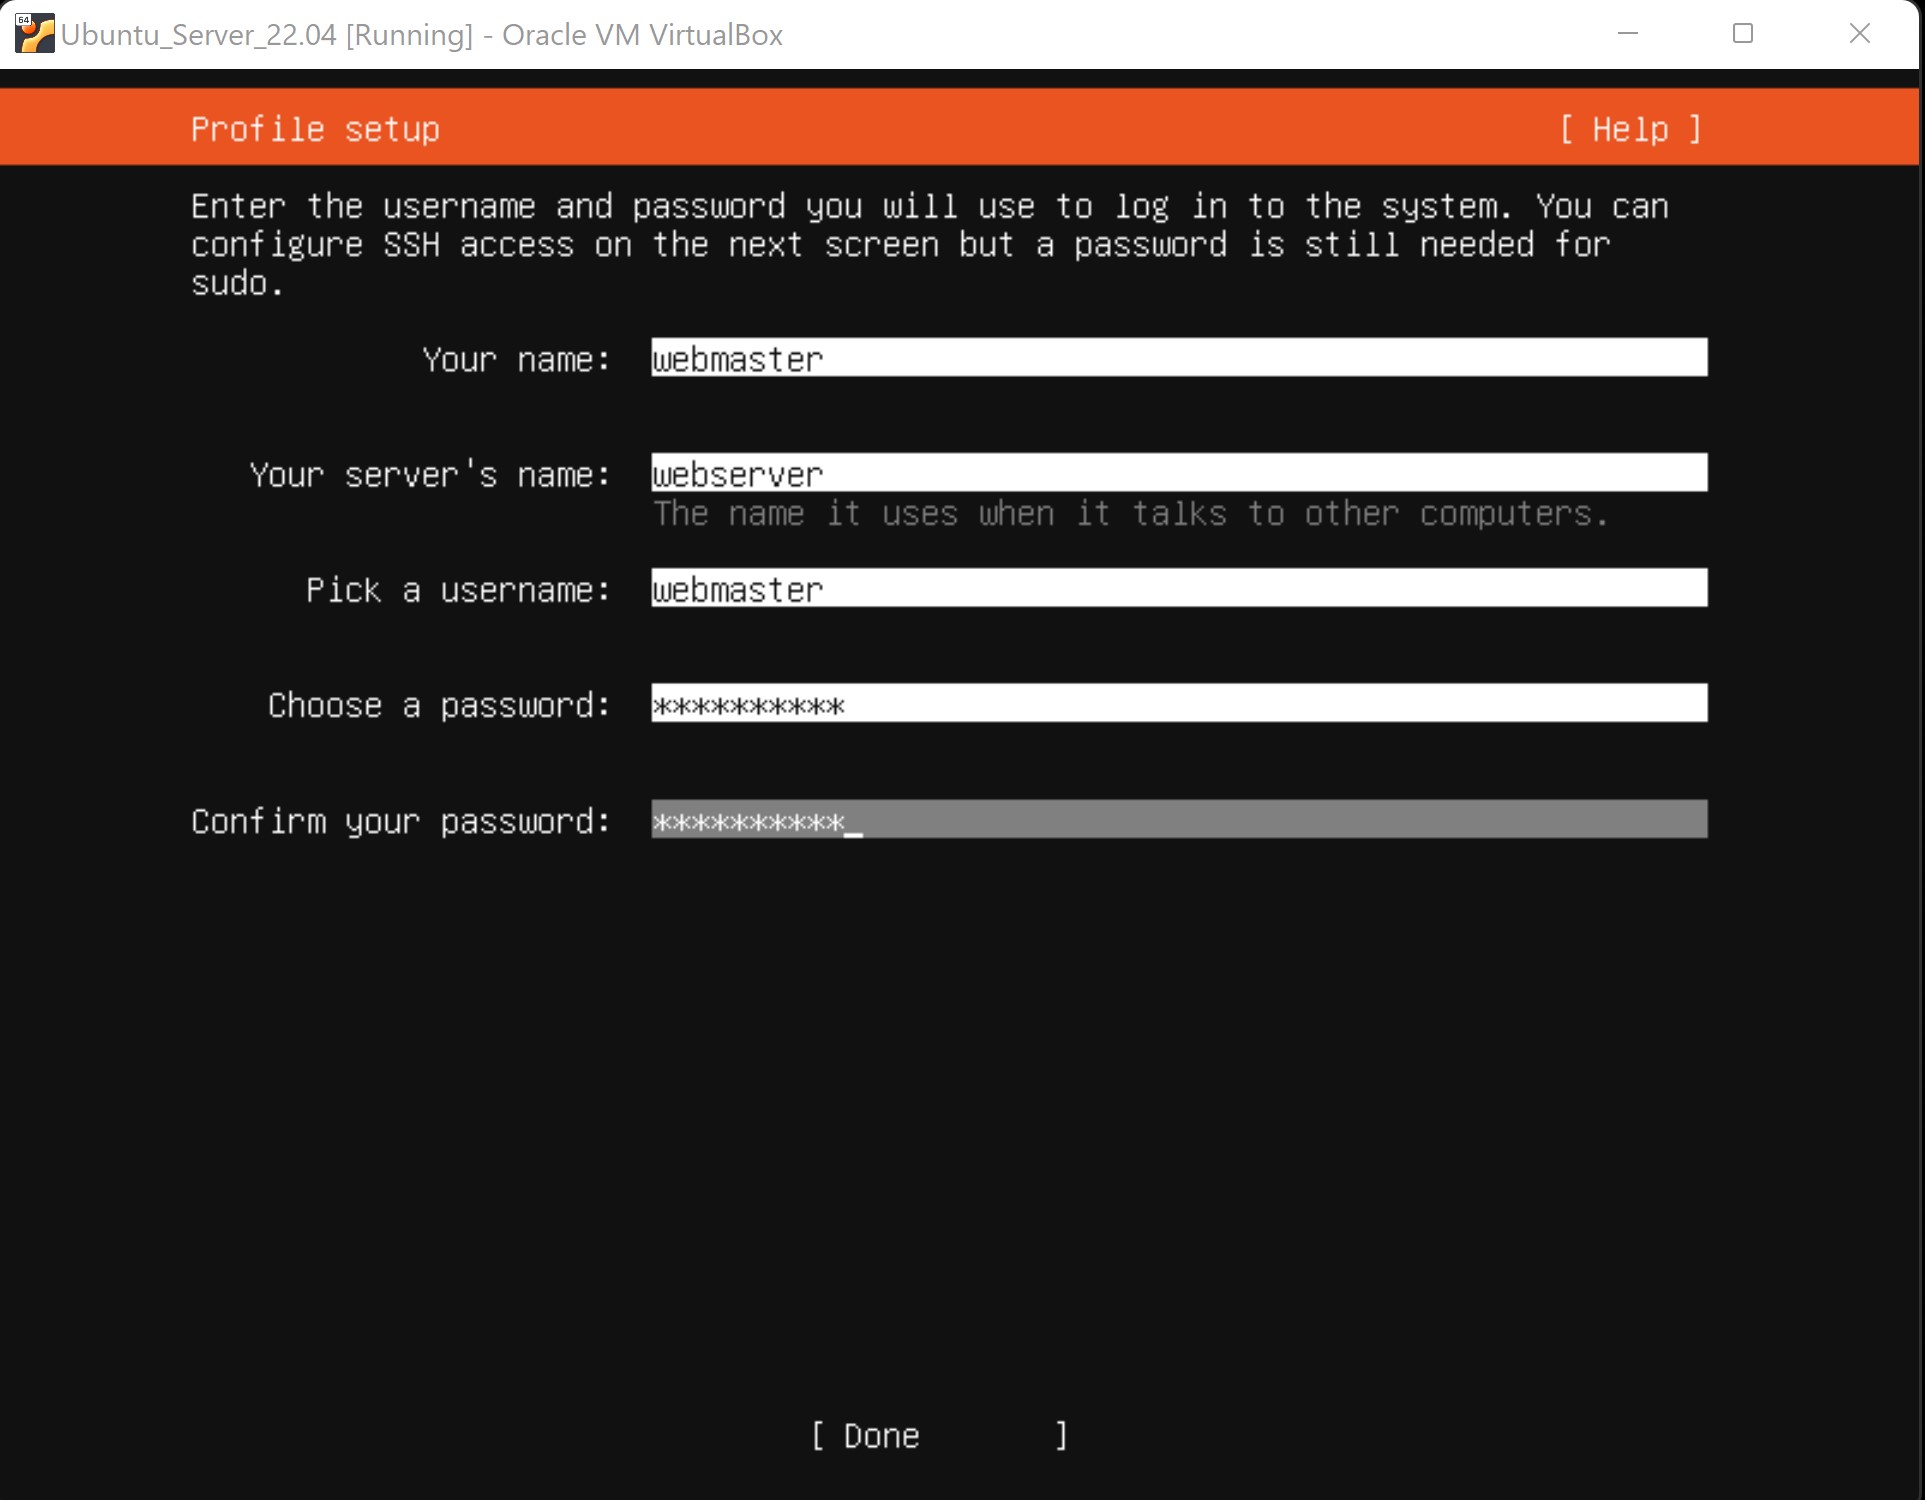 64
Ubuntu_Server_22.04 [Running] - Oracle VM VirtualBox
Profile setup [ Help ]
Enter the username and password you will use to log in to the system. You can
configure SSH access on the next screen but a password is still needed for
sudo.
Your name: webmaster
Your server's name: webserver
The name it uses when it talks to other computers.
Pick a username: webmaster
Choose a password: **********
Confirm your password: **********_
[ Done ]